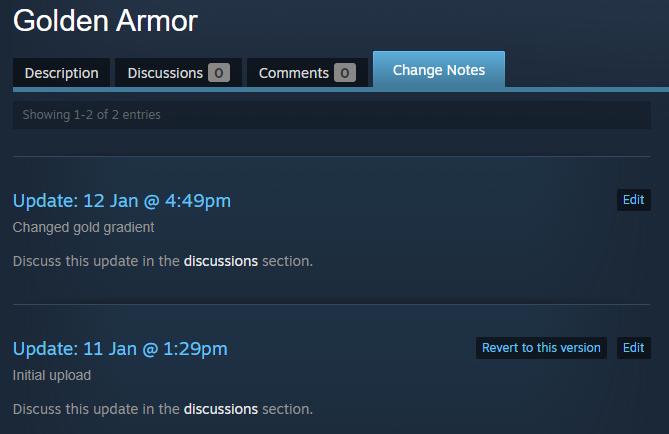 Golden Armor
Description Discussions 0 Comments 0 Change Notes
Showing 1-2 of 2 entries
Update: 12 Jan @ 4:49pm Edit
Changed gold gradient
Discuss this update in the discussions section.
Update: 11 Jan @ 1:29pm Revert to this version Edit
Initial upload
Discuss this update in the discussions section.